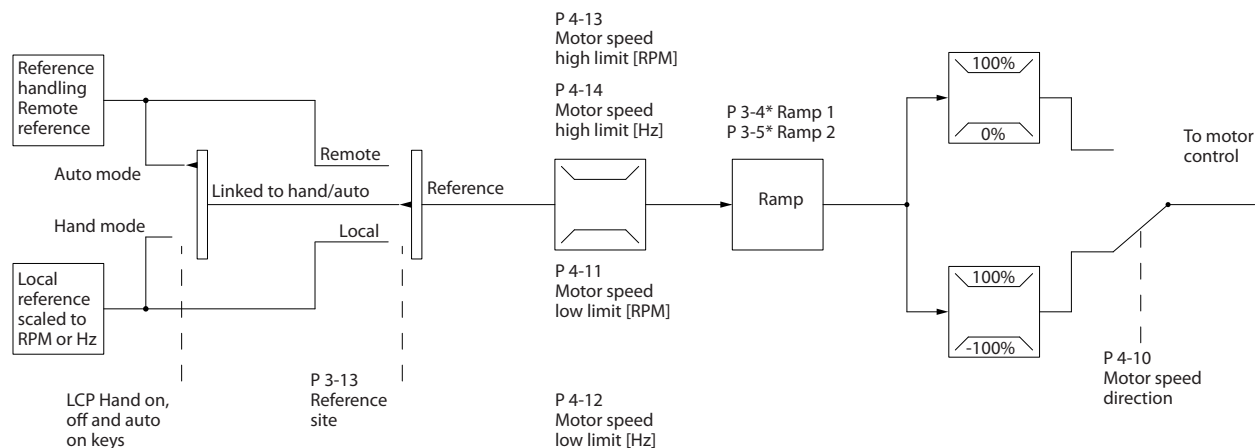 Reference
handling
Remote
reference
Auto mode
Hand mode
Local
reference
scaled to
RPM or Hz
LCP Hand on,
off and auto
on keys
Linked to hand/auto
Remote
Local
P 3-13
Reference
site
Reference
P 4-13
Motor speed
high limit [RPM]
P 4-14
Motor speed
high limit [Hz]
P 4-11
Motor speed
low limit [RPM]
P 4-12
Motor speed
low limit [Hz]
P 3-4* Ramp 1
P 3-5* Ramp 2
Ramp
100%
0%
100%
-100%
To motor
control
P 4-10
Motor speed
direction